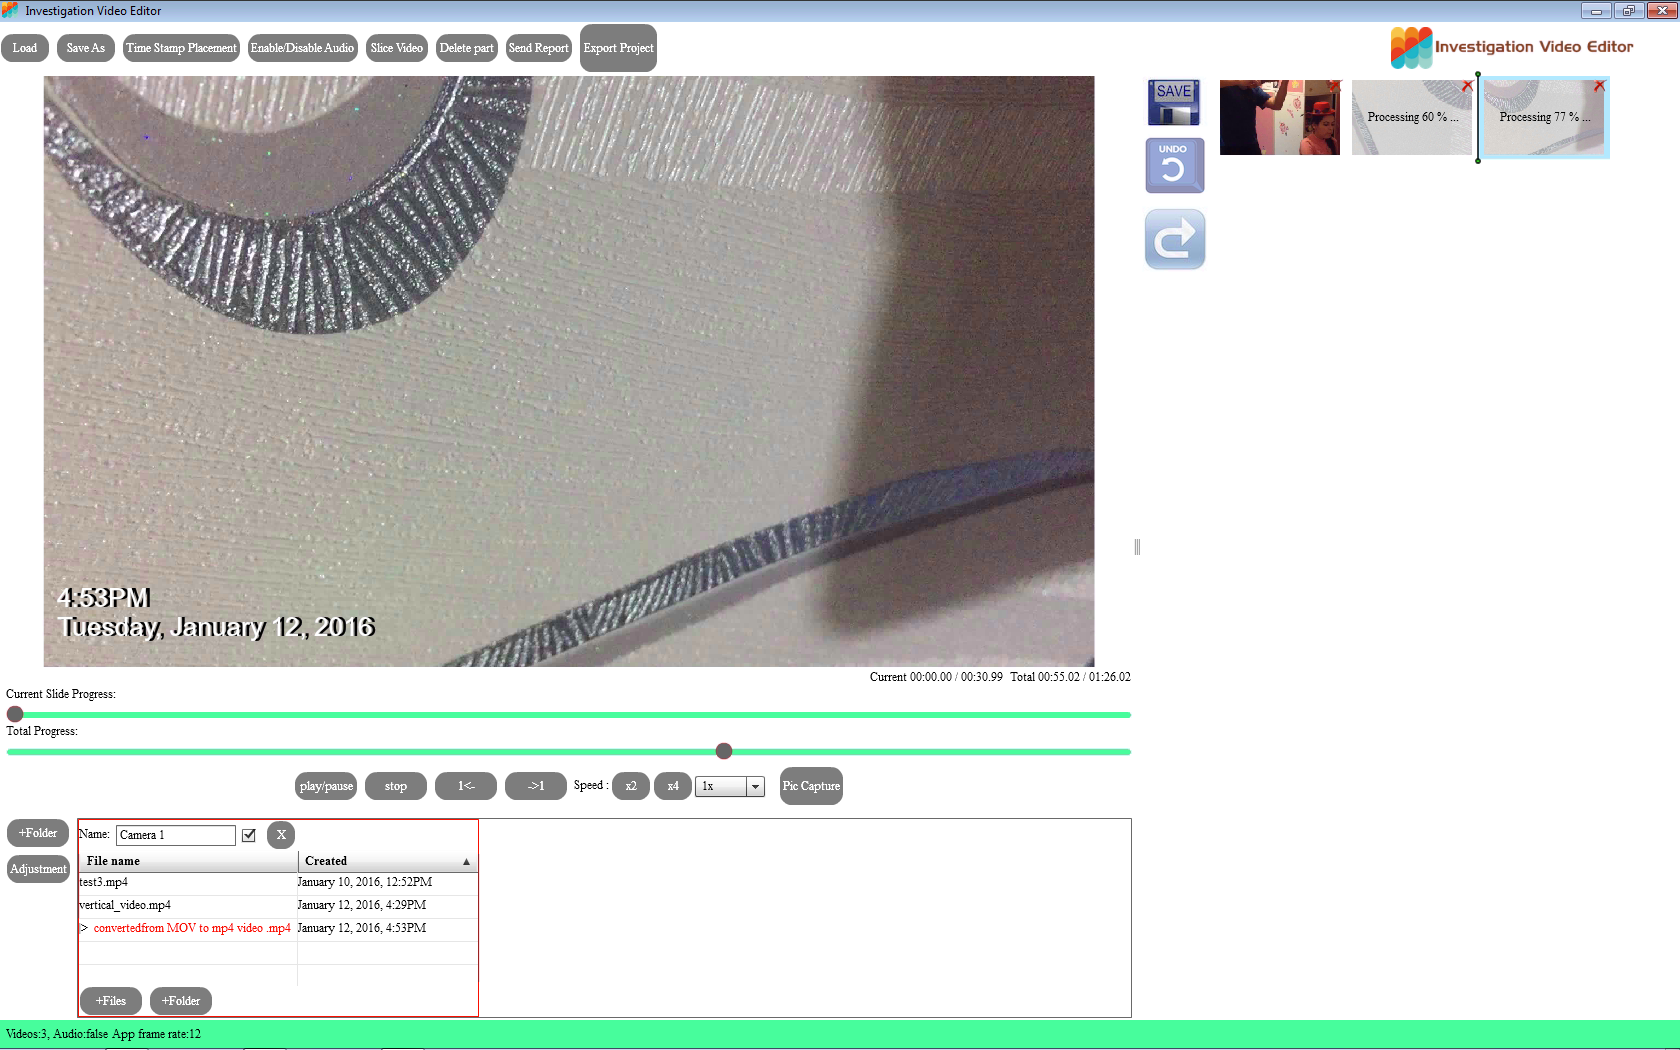 Investigation Video Editor
Load
Save As
Time Stamp Placement
Enable/Disable Audio
Slice Video
Delete part
Send Report
Export Project
Investigation Video Editor
SAVE
UNDO
Processing 60 % ...
Processing 77 % ...
4:53PM
Tuesday, January 12, 2016
Current 00:00.00 / 00:30.99 Total 00:55.02 / 01:26.02
Current Slide Progress:
Total Progress:
play/pause
stop
1<-
->1
Speed :
x2
x4
1x
Pic Capture
+Folder
Adjustment
Name: Camera 1
X
File name Created
test3.mp4 January 10, 2016, 12:52PM
vertical_video.mp4 January 12, 2016, 4:29PM
> convertedfrom MOV to mp4 video .mp4 January 12, 2016, 4:53PM
+Files
+Folder
Videos:3, Audio:false App frame rate:12